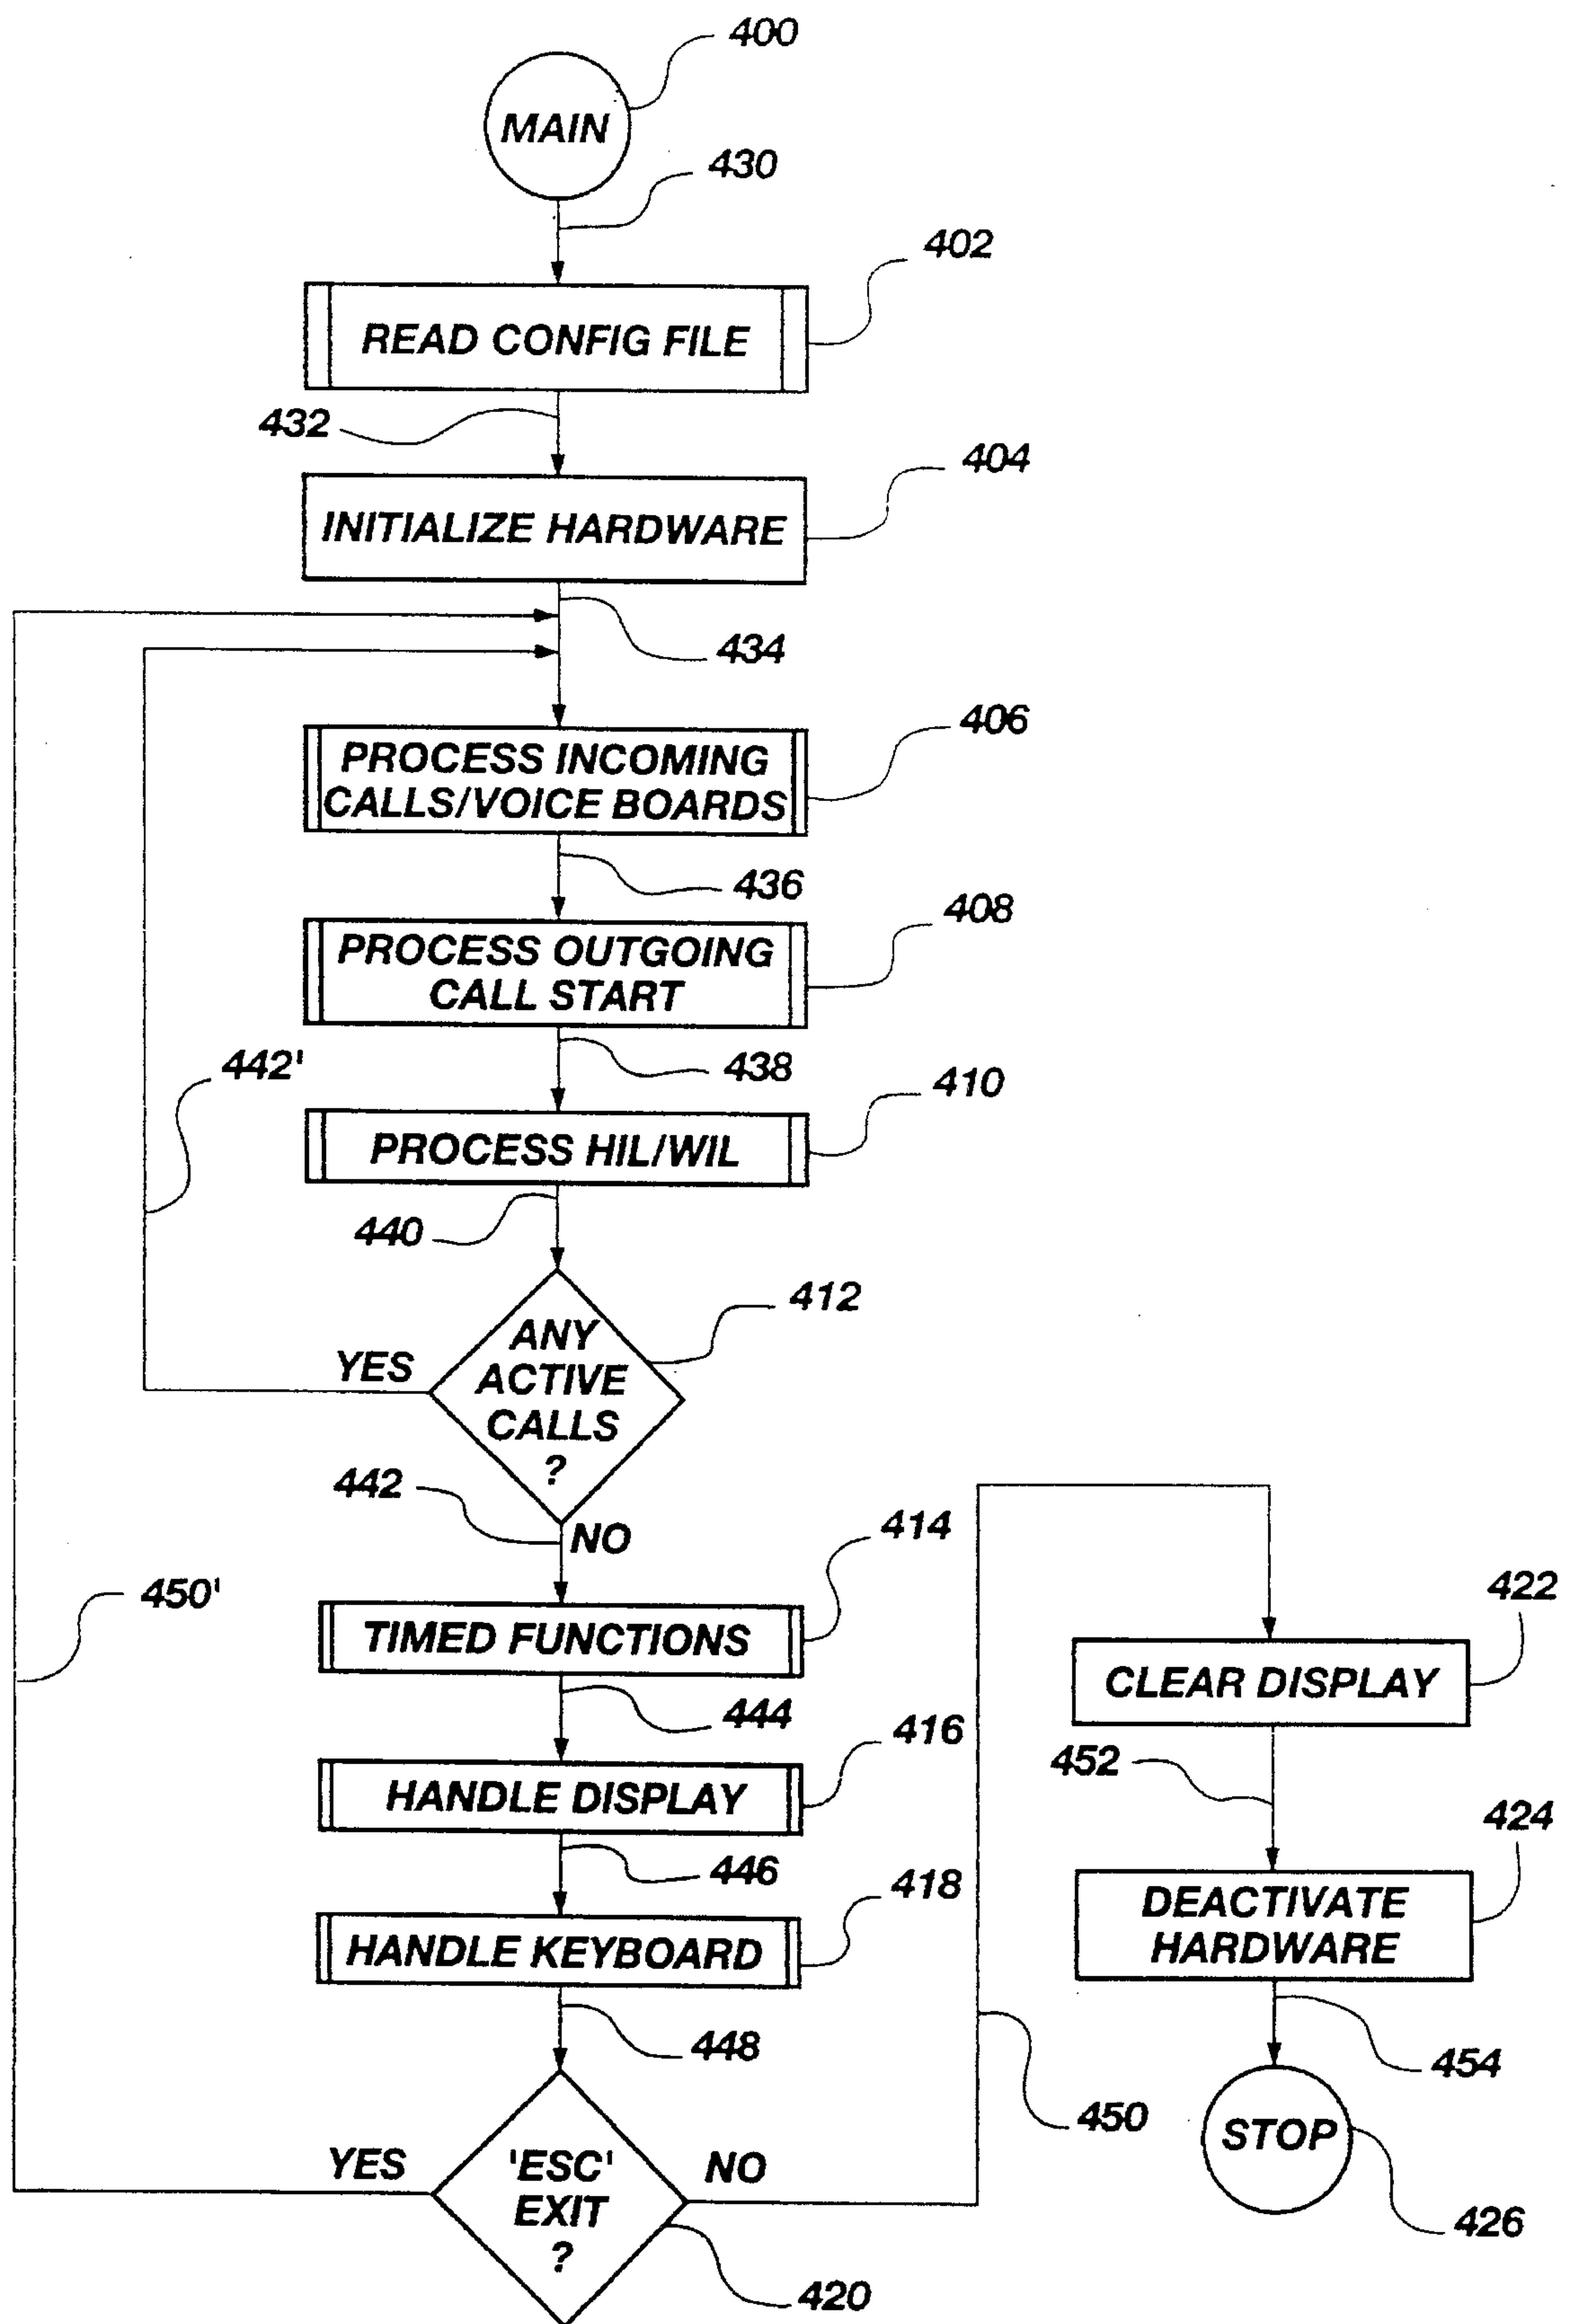 400
MAIN
430
402
READ CONFIG FILE
432
404
INITIALIZE HARDWARE
434
406
PROCESS INCOMING
CALLS/VOICE BOARDS
436
408
PROCESS OUTGOING
CALL START
438
442'
410
PROCESS HIL/WIL
440
412
ANY
ACTIVE
CALLS
?
YES
442
NO
414
TIMED FUNCTIONS
450'
444
416
HANDLE DISPLAY
446
418
HANDLE KEYBOARD
448
YES
'ESC'
EXIT
?
NO
420
450
422
CLEAR DISPLAY
452
424
DEACTIVATE
HARDWARE
454
STOP
426